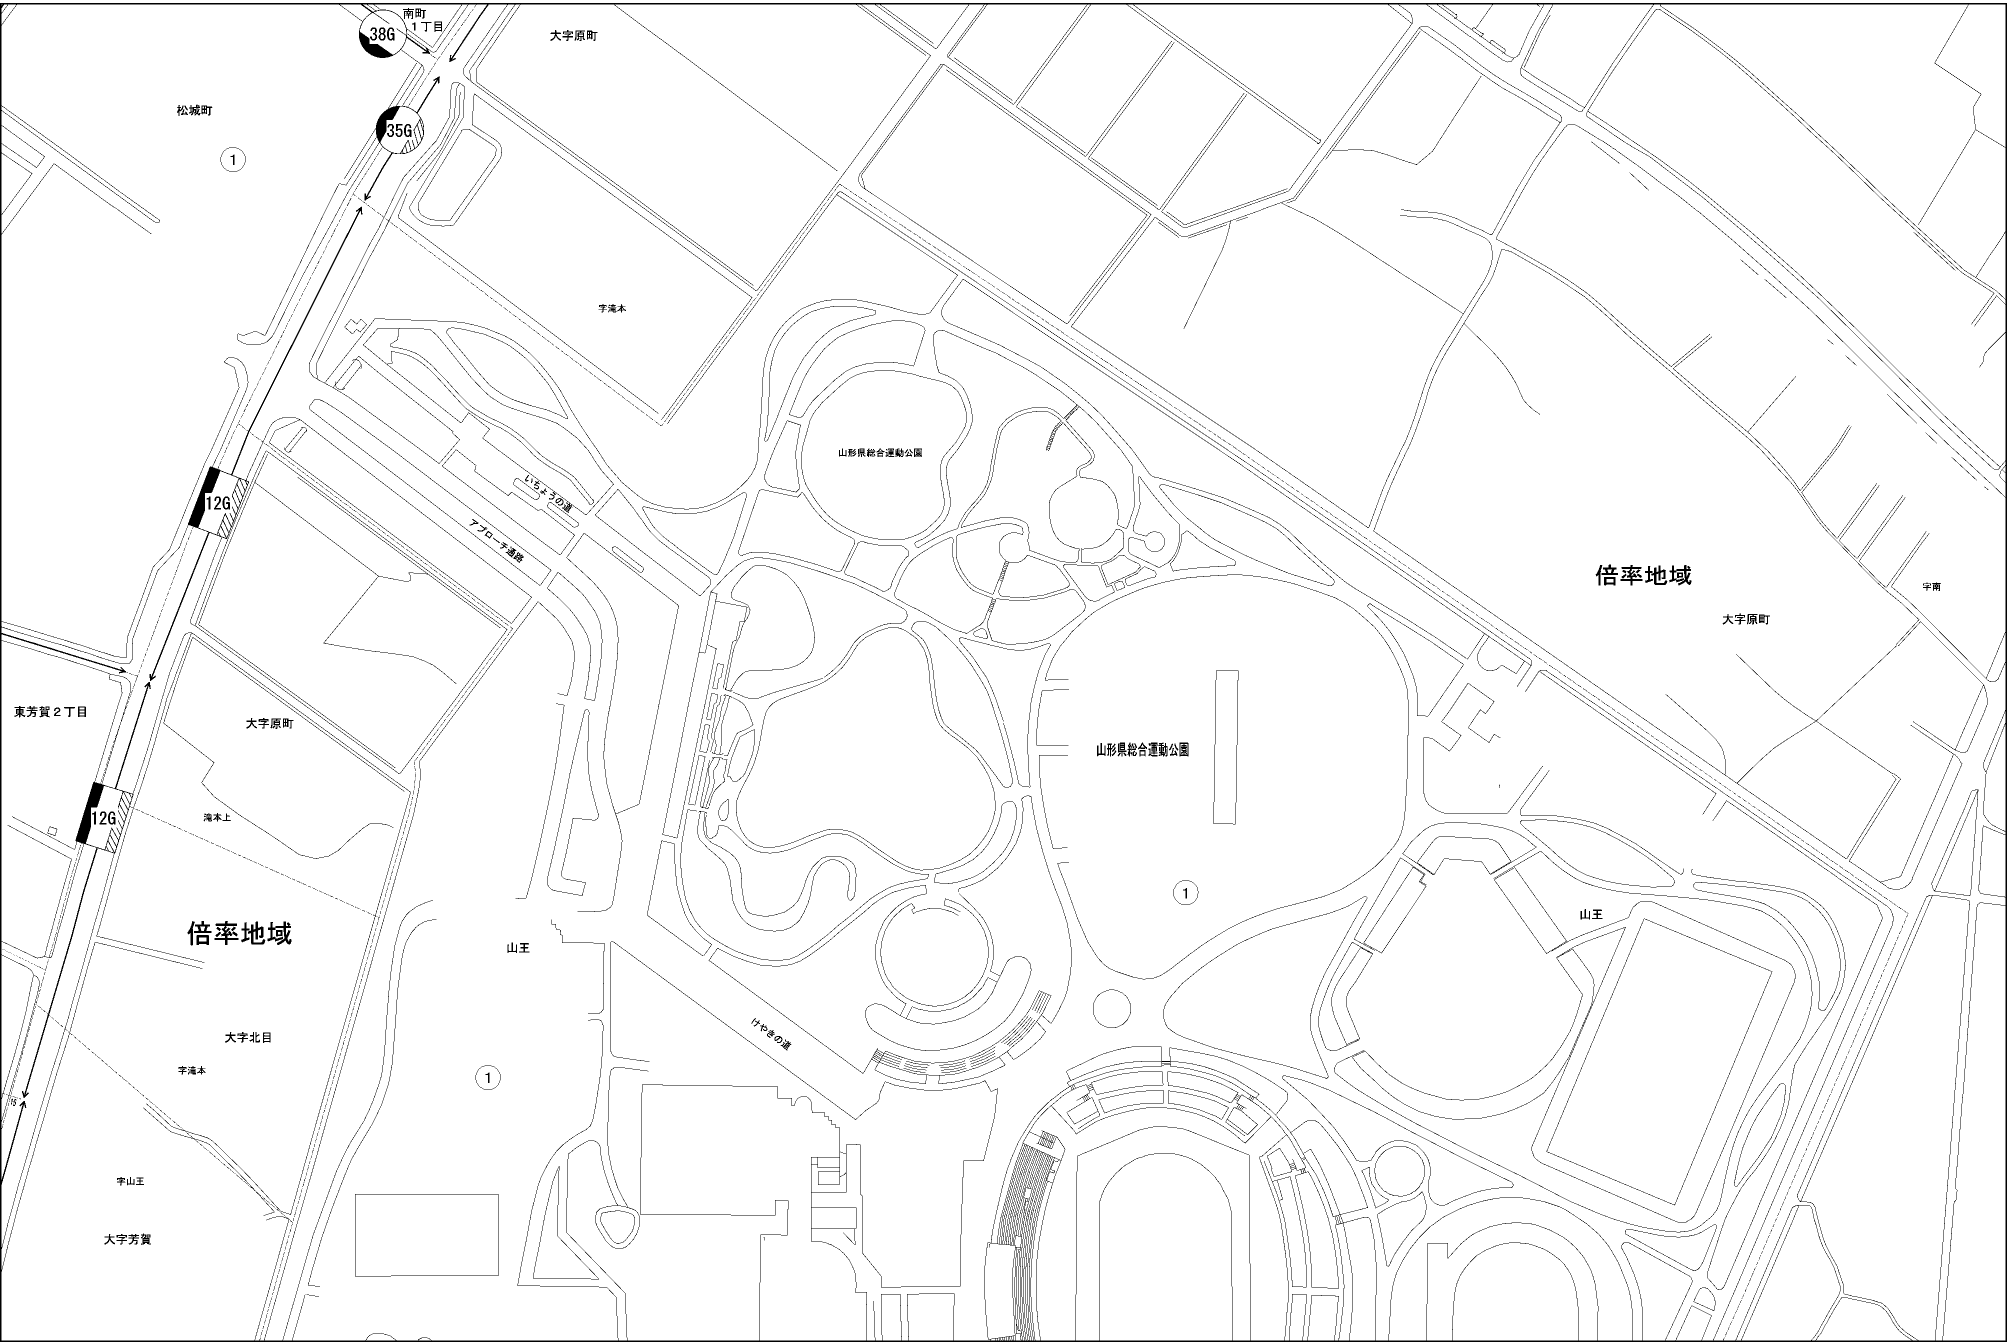 南町
1丁目
38G
大字原町
松城町
35G
1
字滝本
山形県総合運動公園
いちょうの道
12G
アプローチ通路
倍率地域
字南
大字原町
東芳賀2丁目
大字原町
山形県総合運動公園
12G
滝本上
1
山王
倍率地域
山王
大字北目
けやきの道
字滝本
1
15
字山王
大字芳賀